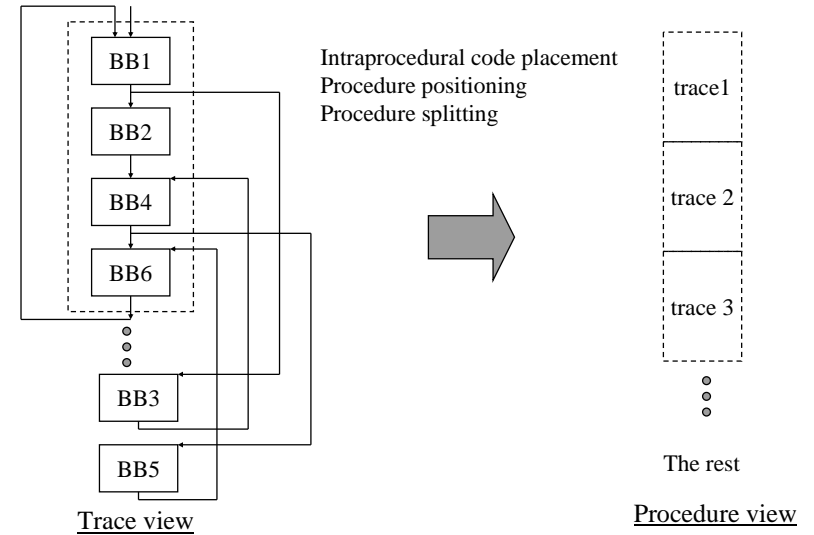 BB1
BB2
BB4
BB6
BB3
BB5
Trace view
Intraprocedural code placement
Procedure positioning
Procedure splitting
trace1
trace 2
trace 3
The rest
Procedure view